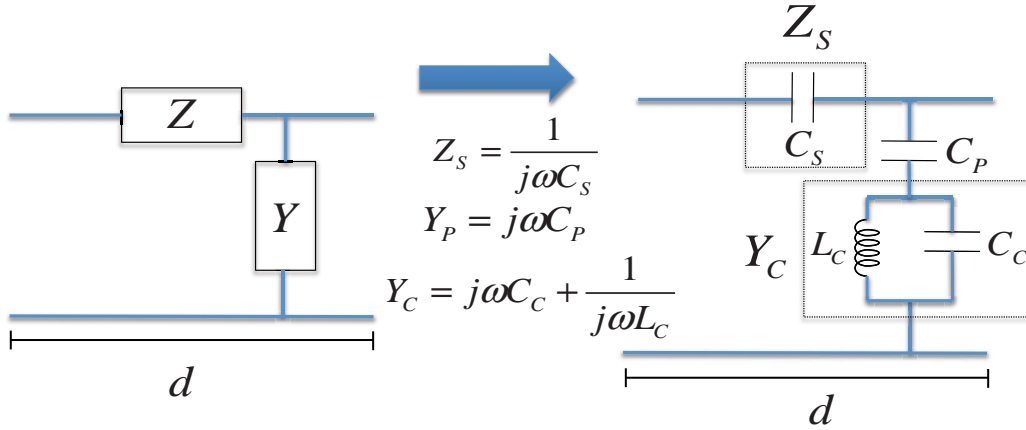 Z
Y
d
Z_S = 1/(jωC_S)
Y_P = jωC_P
Y_C = jωC_C + 1/(jωL_C)
Z_S
C_S
C_P
Y_C
L_C
C_C
d